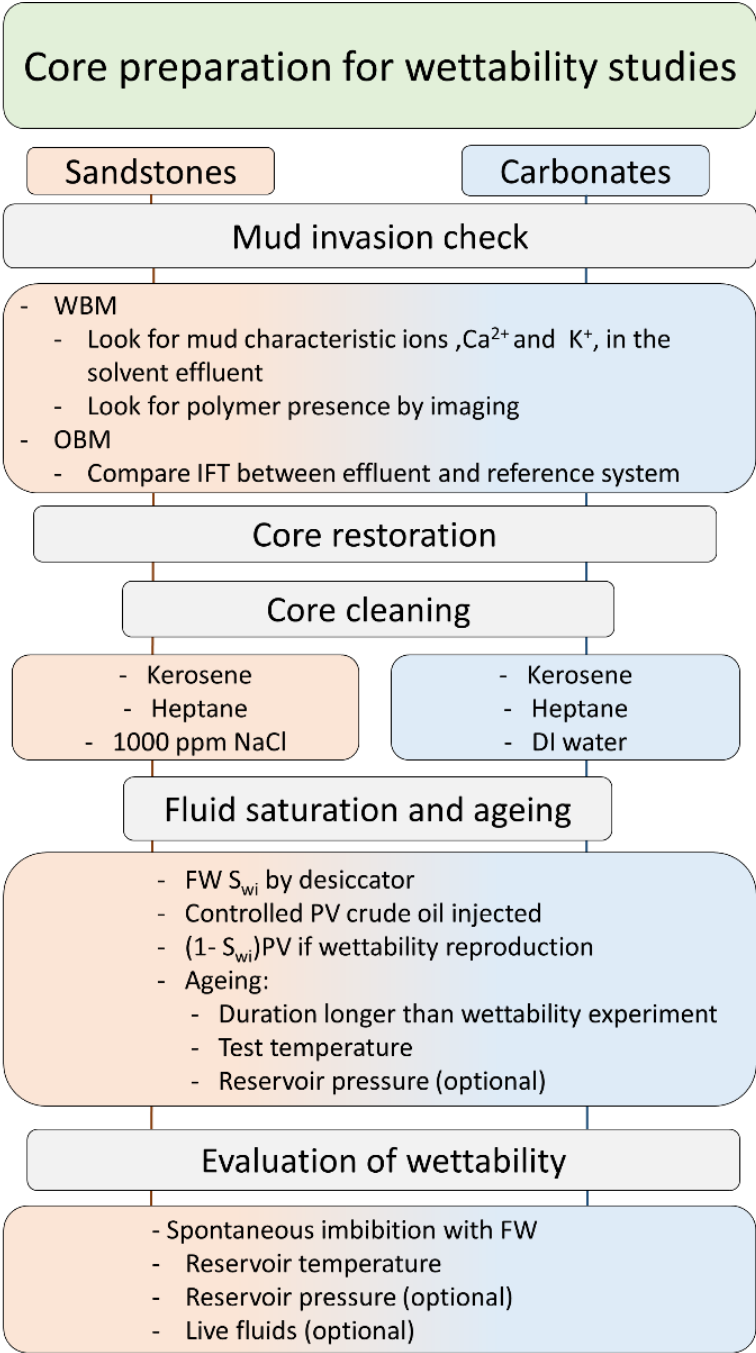 Core preparation for wettability studies
Sandstones
Carbonates
Mud invasion check
- WBM
- Look for mud characteristic ions ,Ca²⁺ and K⁺, in the
solvent effluent
- Look for polymer presence by imaging
- OBM
- Compare IFT between effluent and reference system
Core restoration
Core cleaning
- Kerosene
- Heptane
- 1000 ppm NaCl
- Kerosene
- Heptane
- DI water
Fluid saturation and ageing
- FW Swi by desiccator
- Controlled PV crude oil injected
- (1- Swi)PV if wettability reproduction
- Ageing:
- Duration longer than wettability experiment
- Test temperature
- Reservoir pressure (optional)
Evaluation of wettability
- Spontaneous imbibition with FW
- Reservoir temperature
- Reservoir pressure (optional)
- Live fluids (optional)